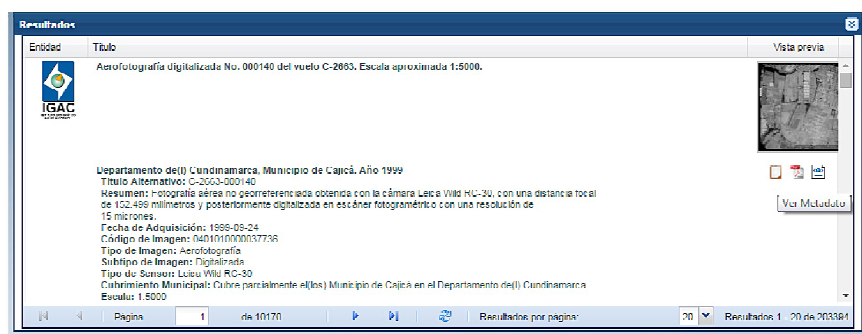 Resultados
Entidad Título Vista previa
IGAC
Aerofotografía digitalizada No. 000140 del vuelo C-2663. Escala aproximada 1:5000.
Departamento de(l) Cundinamarca, Municipio de Cajicá. Año 1999
Título Alternativo: C-2663-000140
Resumen: Fotografía aérea no georreferenciada obtenida con la cámara Leica Wild RC-30, con una distancia focal
de 152.499 milímetros y posteriormente digitalizada en escáner fotogramétrico con una resolución de
15 micrones.
Fecha de Adquisición: 1999-09-24
Código de Imagen: 0401010000037736
Tipo de Imagen: Aerofotografía
Subtipo de Imagen: Digitalizada
Tipo de Sensor: Leica Wild RC-30
Cubrimiento Municipal: Cubre parcialmente el(los) Municipio de Cajicá en el Departamento de(l) Cundinamarca
Escala: 1:5000
Ver Metadato
Página 1 de 10170 Resultados por página: 20 Resultados 1 - 20 de 203394